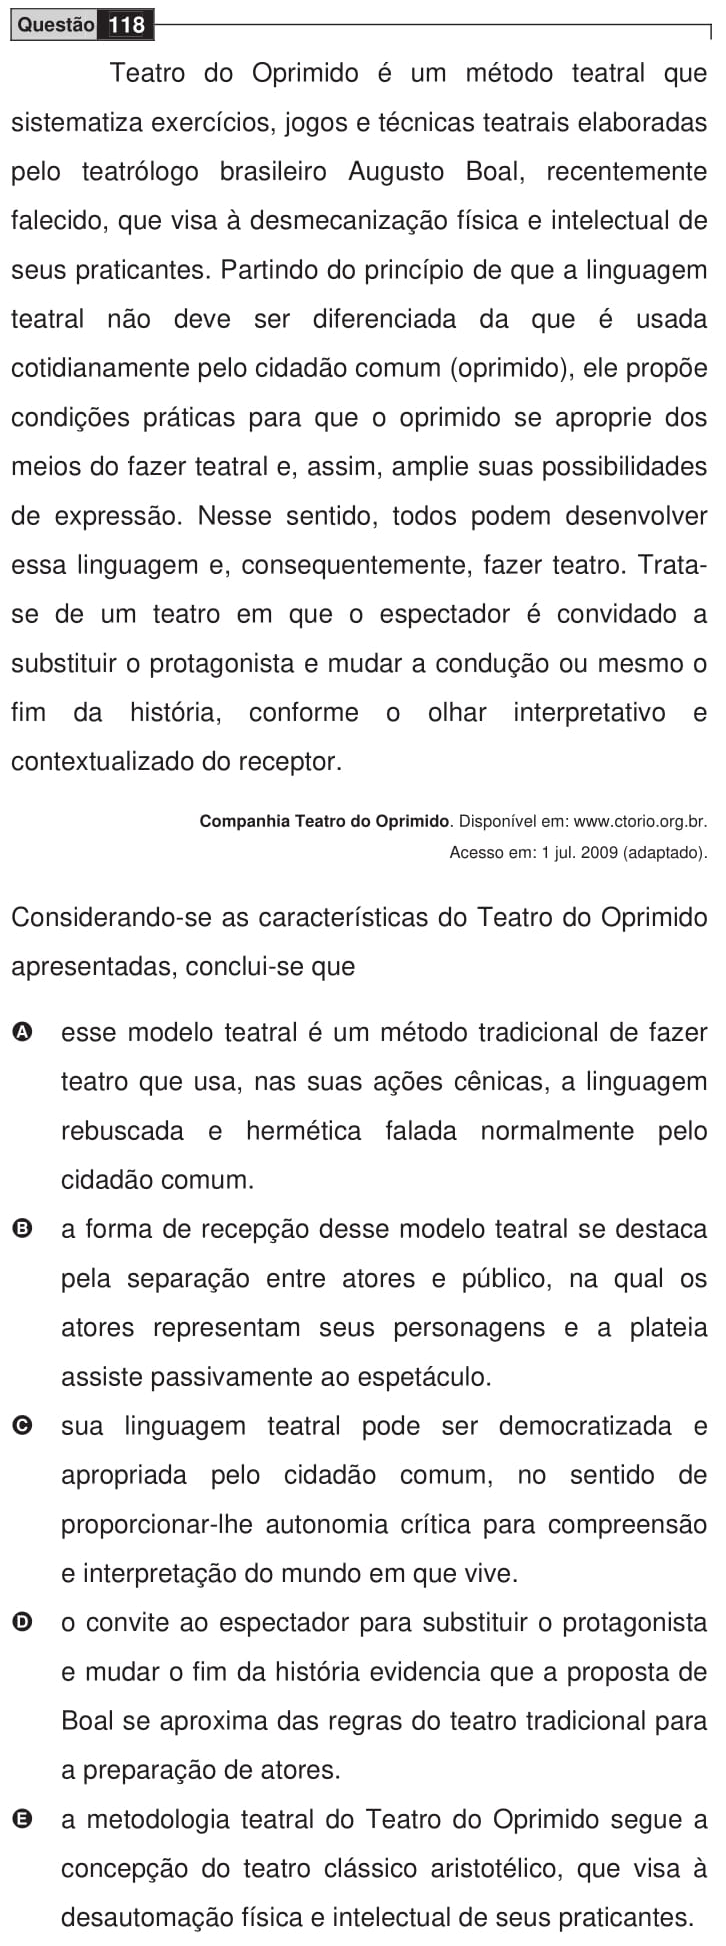 Questão 118
Teatro do Oprimido é um método teatral que
sistematiza exercícios, jogos e técnicas teatrais elaboradas
pelo teatrólogo brasileiro Augusto Boal, recentemente
falecido, que visa à desmecanização física e intelectual de
seus praticantes. Partindo do princípio de que a linguagem
teatral não deve ser diferenciada da que é usada
cotidianamente pelo cidadão comum (oprimido), ele propõe
condições práticas para que o oprimido se aproprie dos
meios do fazer teatral e, assim, amplie suas possibilidades
de expressão. Nesse sentido, todos podem desenvolver
essa linguagem e, consequentemente, fazer teatro. Trata-
se de um teatro em que o espectador é convidado a
substituir o protagonista e mudar a condução ou mesmo o
fim da história, conforme o olhar interpretativo e
contextualizado do receptor.
Companhia Teatro do Oprimido. Disponível em: www.ctorio.org.br.
Acesso em: 1 jul. 2009 (adaptado).
Considerando-se as características do Teatro do Oprimido
apresentadas, conclui-se que
A esse modelo teatral é um método tradicional de fazer
teatro que usa, nas suas ações cênicas, a linguagem
rebuscada e hermética falada normalmente pelo
cidadão comum.
B a forma de recepção desse modelo teatral se destaca
pela separação entre atores e público, na qual os
atores representam seus personagens e a plateia
assiste passivamente ao espetáculo.
C sua linguagem teatral pode ser democratizada e
apropriada pelo cidadão comum, no sentido de
proporcionar-lhe autonomia crítica para compreensão
e interpretação do mundo em que vive.
D o convite ao espectador para substituir o protagonista
e mudar o fim da história evidencia que a proposta de
Boal se aproxima das regras do teatro tradicional para
a preparação de atores.
E a metodologia teatral do Teatro do Oprimido segue a
concepção do teatro clássico aristotélico, que visa à
desautomação física e intelectual de seus praticantes.